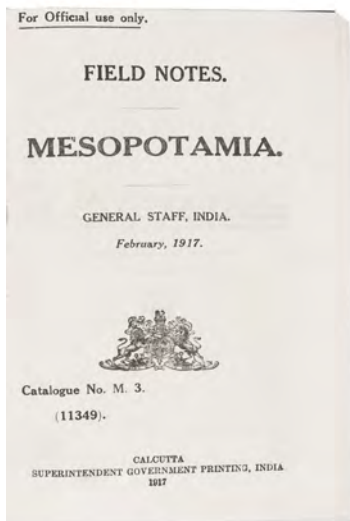 For Official use only.
FIELD NOTES.
MESOPOTAMIA.
GENERAL STAFF, INDIA.
February, 1917.
Catalogue No. M. 3.
(11349).
CALCUTTA
SUPERINTENDENT GOVERNMENT PRINTING, INDIA
1917